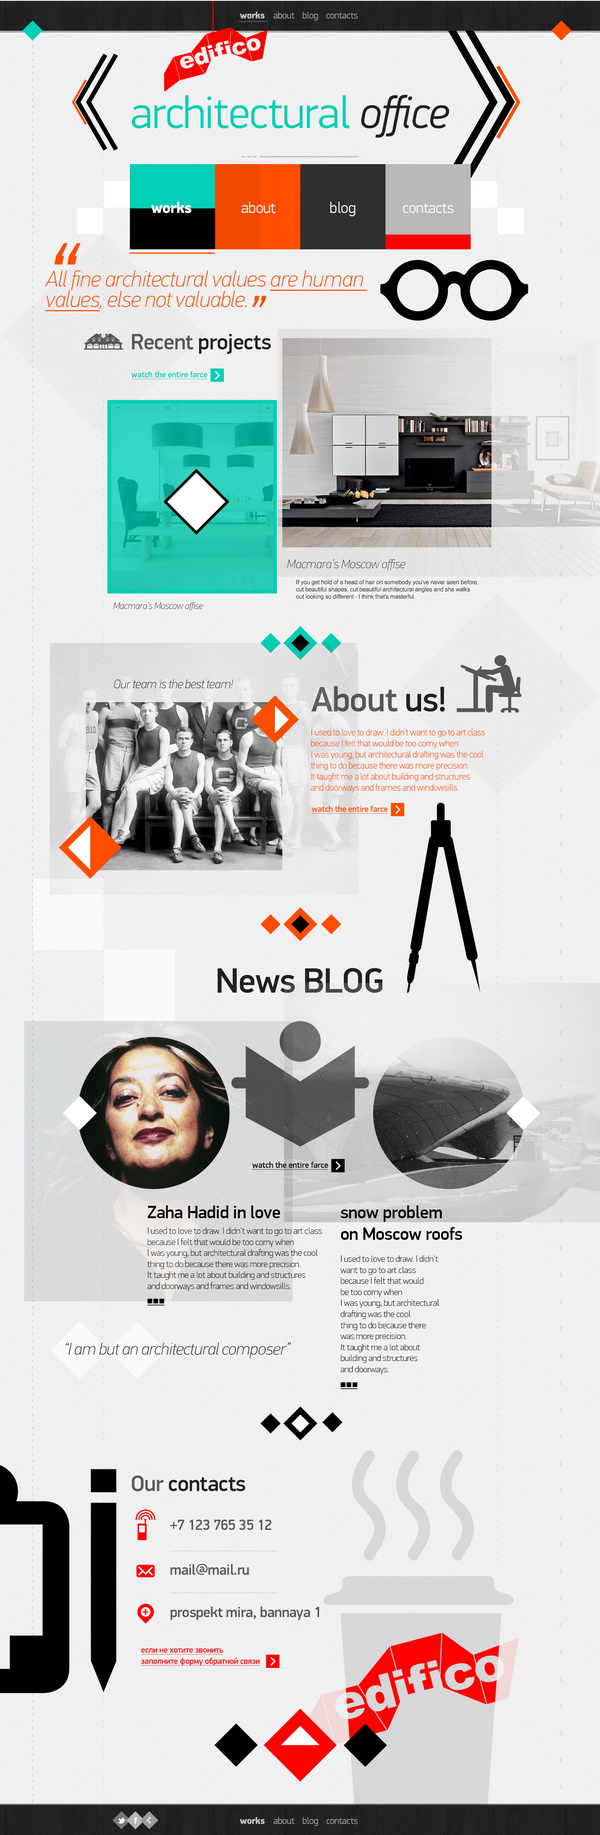 works about blog contacts
edifico
architectural office
works about blog contacts
“
All fine architectural values are human
values, else not valuable. ”
Recent projects
watch the entire farce
Macmara's Moscow offise
Macmara's Moscow offise
If you get hold of a head of hair on somebody you've never seen before,
cut beautiful shapes, cut beautiful architectural angles and she walks
out looking so different - I think that's masterful.
Our team is the best team!
About us!
I used to love to draw. I didn't want to go to art class
because I felt that would be too corny when
I was young, but architectural drafting was the cool
thing to do because there was more precision.
It taught me a lot about building and structures
and doorways and frames and windowsills.
watch the entire farce
News BLOG
watch the entire farce
Zaha Hadid in love
I used to love to draw. I didn't want to go to art class
because I felt that would be too corny when
I was young, but architectural drafting was the cool
thing to do because there was more precision.
It taught me a lot about building and structures
and doorways and frames and windowsills.
snow problem
on Moscow roofs
I used to love to draw. I didn't
want to go to art class
because I felt that would
be too corny when
I was young, but architectural
drafting was the cool
thing to do because there
was more precision.
It taught me a lot about
building and structures
and doorways.
“I am but an architectural composer”
Our contacts
+7 123 765 35 12
mail@mail.ru
prospekt mira, bannaya 1
если не хотите звонить
заполните форму обратной связи
edifico
works about blog contacts